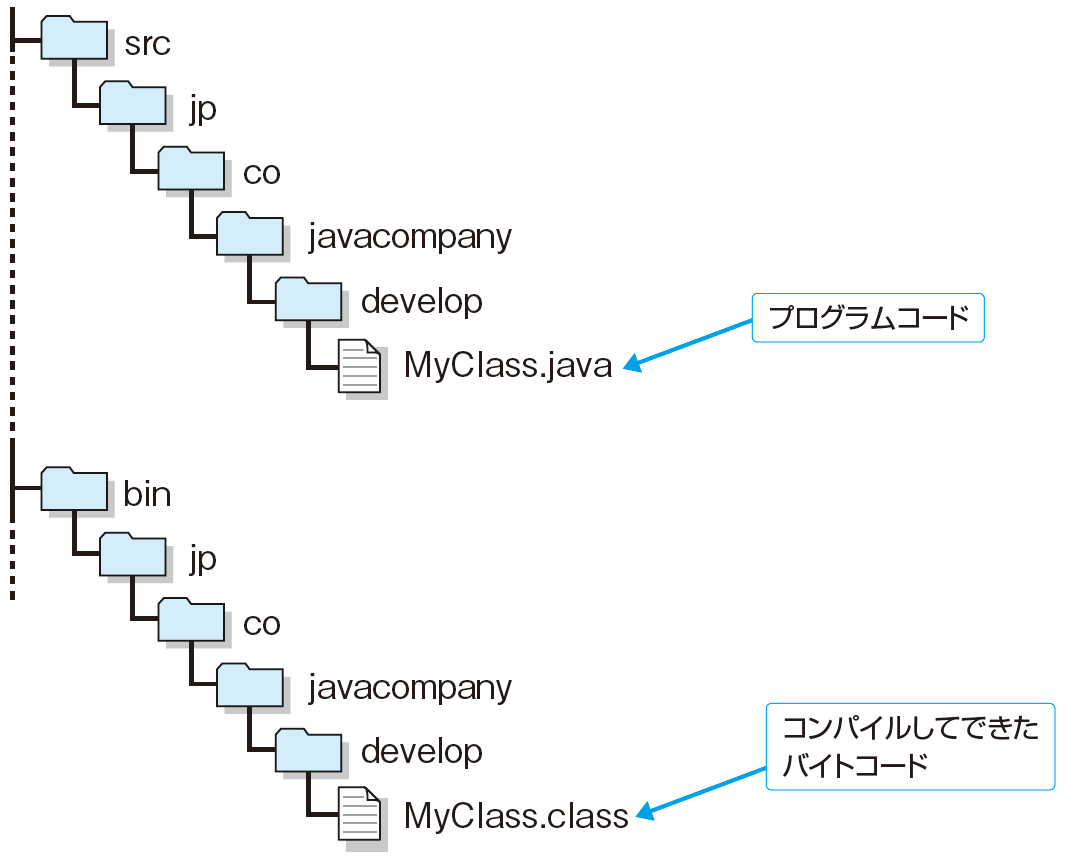 src
jp
co
javacompany
develop
プログラムコード
MyClass.java
bin
jp
co
javacompany
develop
コンパイルしてできた
バイトコード
MyClass.class